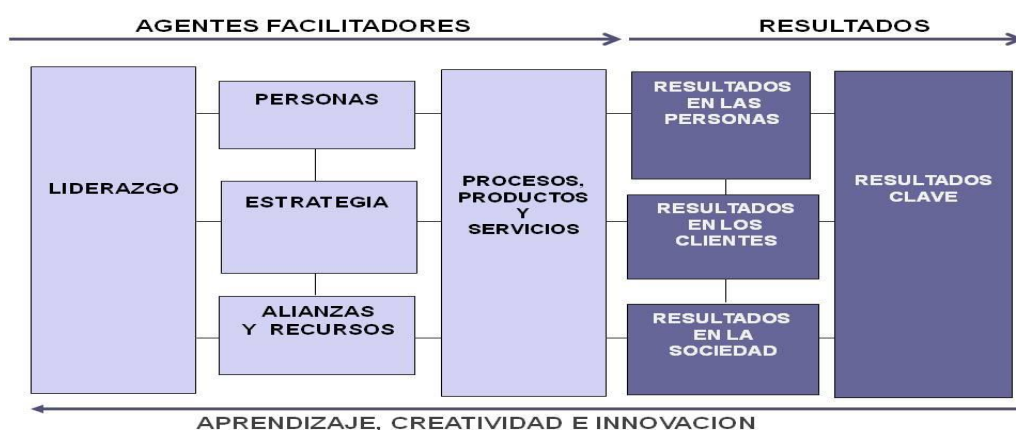 AGENTES FACILITADORES
RESULTADOS
LIDERAZGO
PERSONAS
ESTRATEGIA
ALIANZAS
Y RECURSOS
PROCESOS,
PRODUCTOS
Y
SERVICIOS
RESULTADOS
EN LAS
PERSONAS
RESULTADOS
EN LOS
CLIENTES
RESULTADOS
EN LA
SOCIEDAD
RESULTADOS
CLAVE
APRENDIZAJE, CREATIVIDAD E INNOVACION